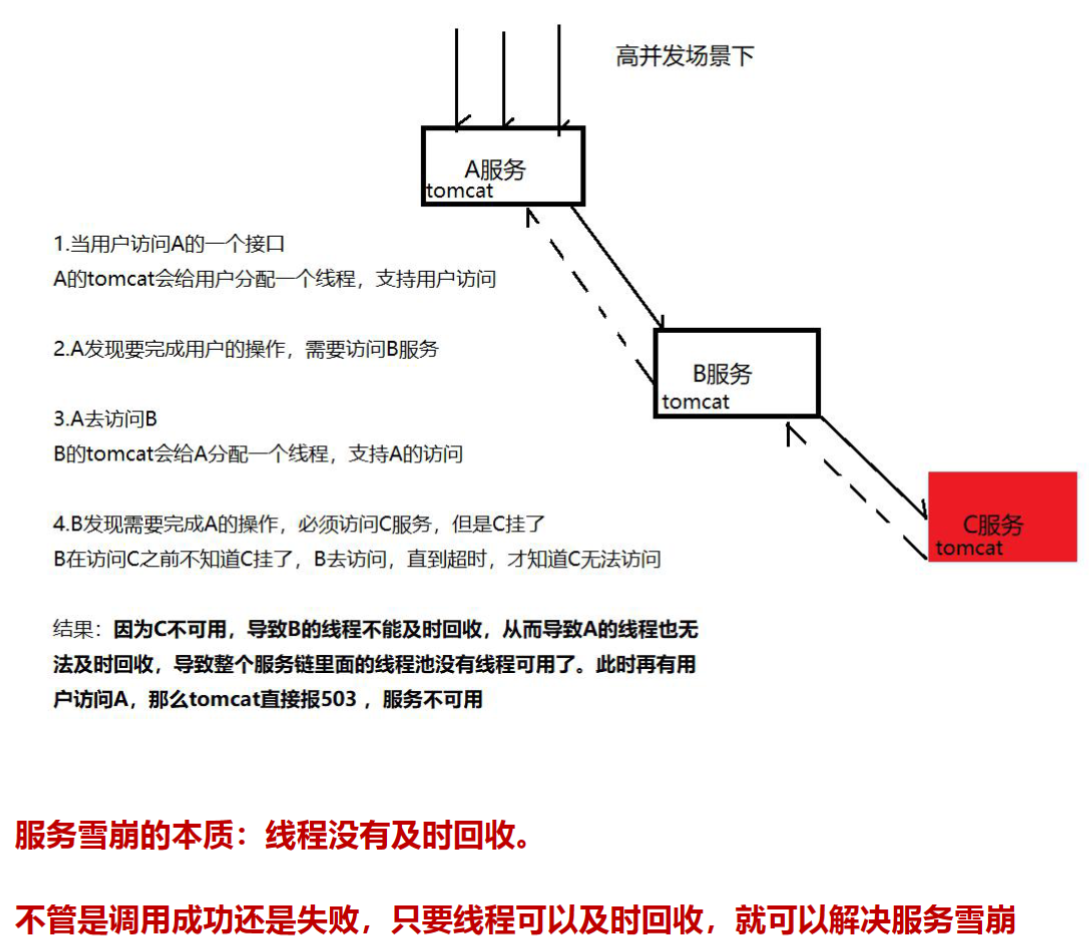 高并发场景下
A服务
tomcat
1.当用户访问A的一个接口
A的tomcat会给用户分配一个线程，支持用户访问
2.A发现要完成用户的操作，需要访问B服务
B服务
tomcat
3.A去访问B
B的tomcat会给A分配一个线程，支持A的访问
4.B发现需要完成A的操作，必须访问C服务，但是C挂了
B在访问C之前不知道C挂了，B去访问，直到超时，才知道C无法访问
C服务
tomcat
结果：因为C不可用，导致B的线程不能及时回收，从而导致A的线程也无
法及时回收，导致整个服务链里面的线程池没有线程可用了。此时再有用
户访问A，那么tomcat直接报503 ，服务不可用
服务雪崩的本质：线程没有及时回收。
不管是调用成功还是失败，只要线程可以及时回收，就可以解决服务雪崩